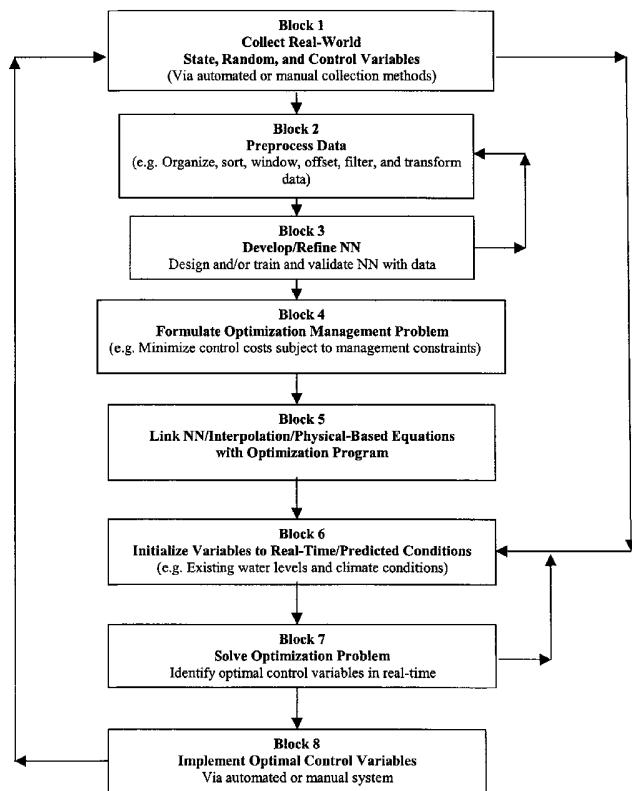 Block 1
Collect Real-World
State, Random, and Control Variables
(Via automated or manual collection methods)
Block 2
Preprocess Data
(e.g. Organize, sort, window, offset, filter, and transform
data)
Block 3
Develop/Refine NN
Design and/or train and validate NN with data
Block 4
Formulate Optimization Management Problem
(e.g. Minimize control costs subject to management constraints)
Block 5
Link NN/Interpolation/Physical-Based Equations
with Optimization Program
Block 6
Initialize Variables to Real-Time/Predicted Conditions
(e.g. Existing water levels and climate conditions)
Block 7
Solve Optimization Problem
Identify optimal control variables in real-time
Block 8
Implement Optimal Control Variables
Via automated or manual system